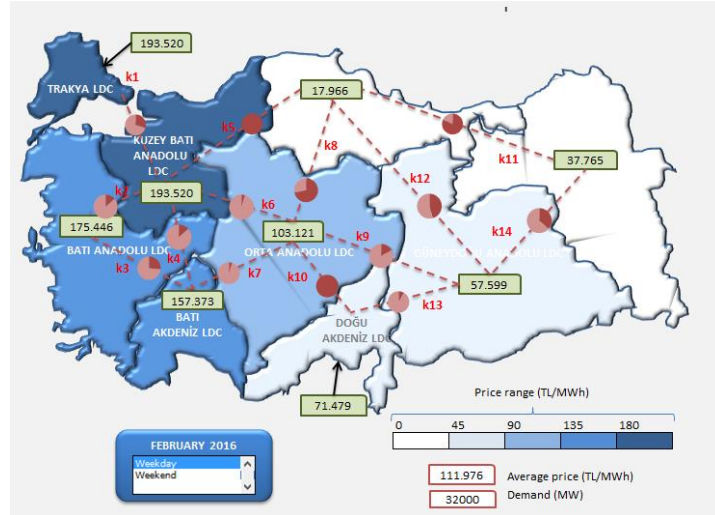 193.520
k1
TRAKYA LDC
17.966
k5
KUZEY BATI
ANADOLU
LDC
k8
k11
37.765
k2
193.520
k12
175.446
k6
103.121
k9
k14
BATI ANADOLU LDC
k4
ORTA ANADOLU LDC
ANADOLU LDC
k3
k7
k10
57.599
157.373
k13
BATI
AKDENİZ LDC
DOĞU
AKDENİZ LDC
71.479
Price range (TL/MWh)
0 45 90 135 180
FEBRUARY 2016
Weekday
Weekend
111.976 Average price (TL/MWh)
32000 Demand (MW)